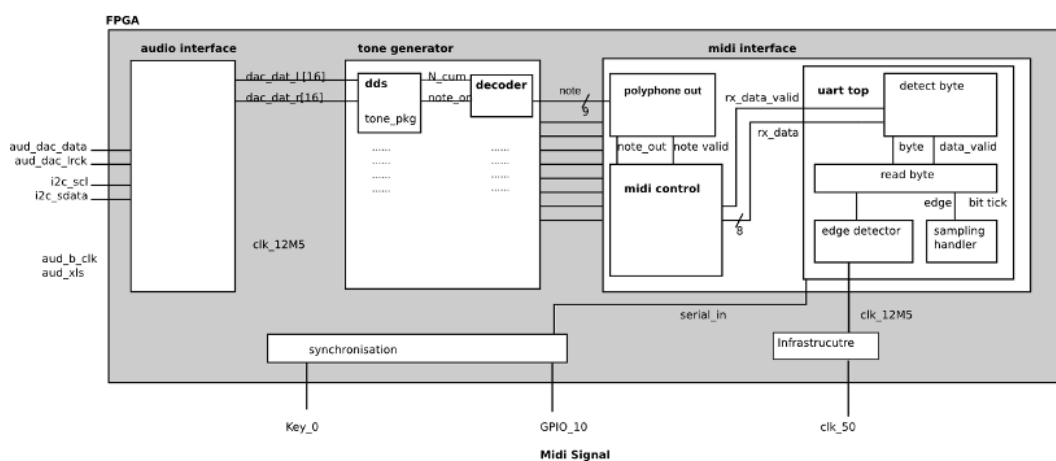 FPGA
audio interface
tone generator
midi interface
dac_dat_l[16]
dac_dat_r[16]
dds
tone_pkg
N_cum
note_on
decoder
note
9
polyphone out
note_out
note valid
midi control
rx_data_valid
rx_data
8
uart top
detect byte
byte
data_valid
read byte
edge
bit tick
edge detector
sampling
handler
......
......
......
......
......
......
......
......
aud_dac_data
aud_dac_lrck
i2c_scl
i2c_sdata
aud_b_clk
aud_xls
clk_12M5
serial_in
clk_12M5
synchronisation
Infrastrucutre
Key_0
GPIO_10
clk_50
Midi Signal